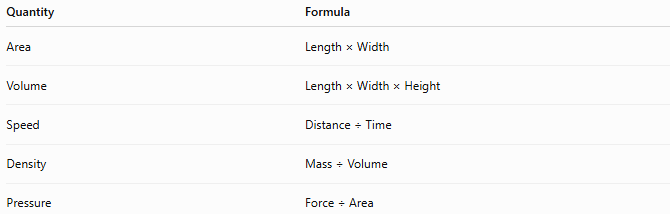 Quantity Formula
Area Length × Width
Volume Length × Width × Height
Speed Distance ÷ Time
Density Mass ÷ Volume
Pressure Force ÷ Area